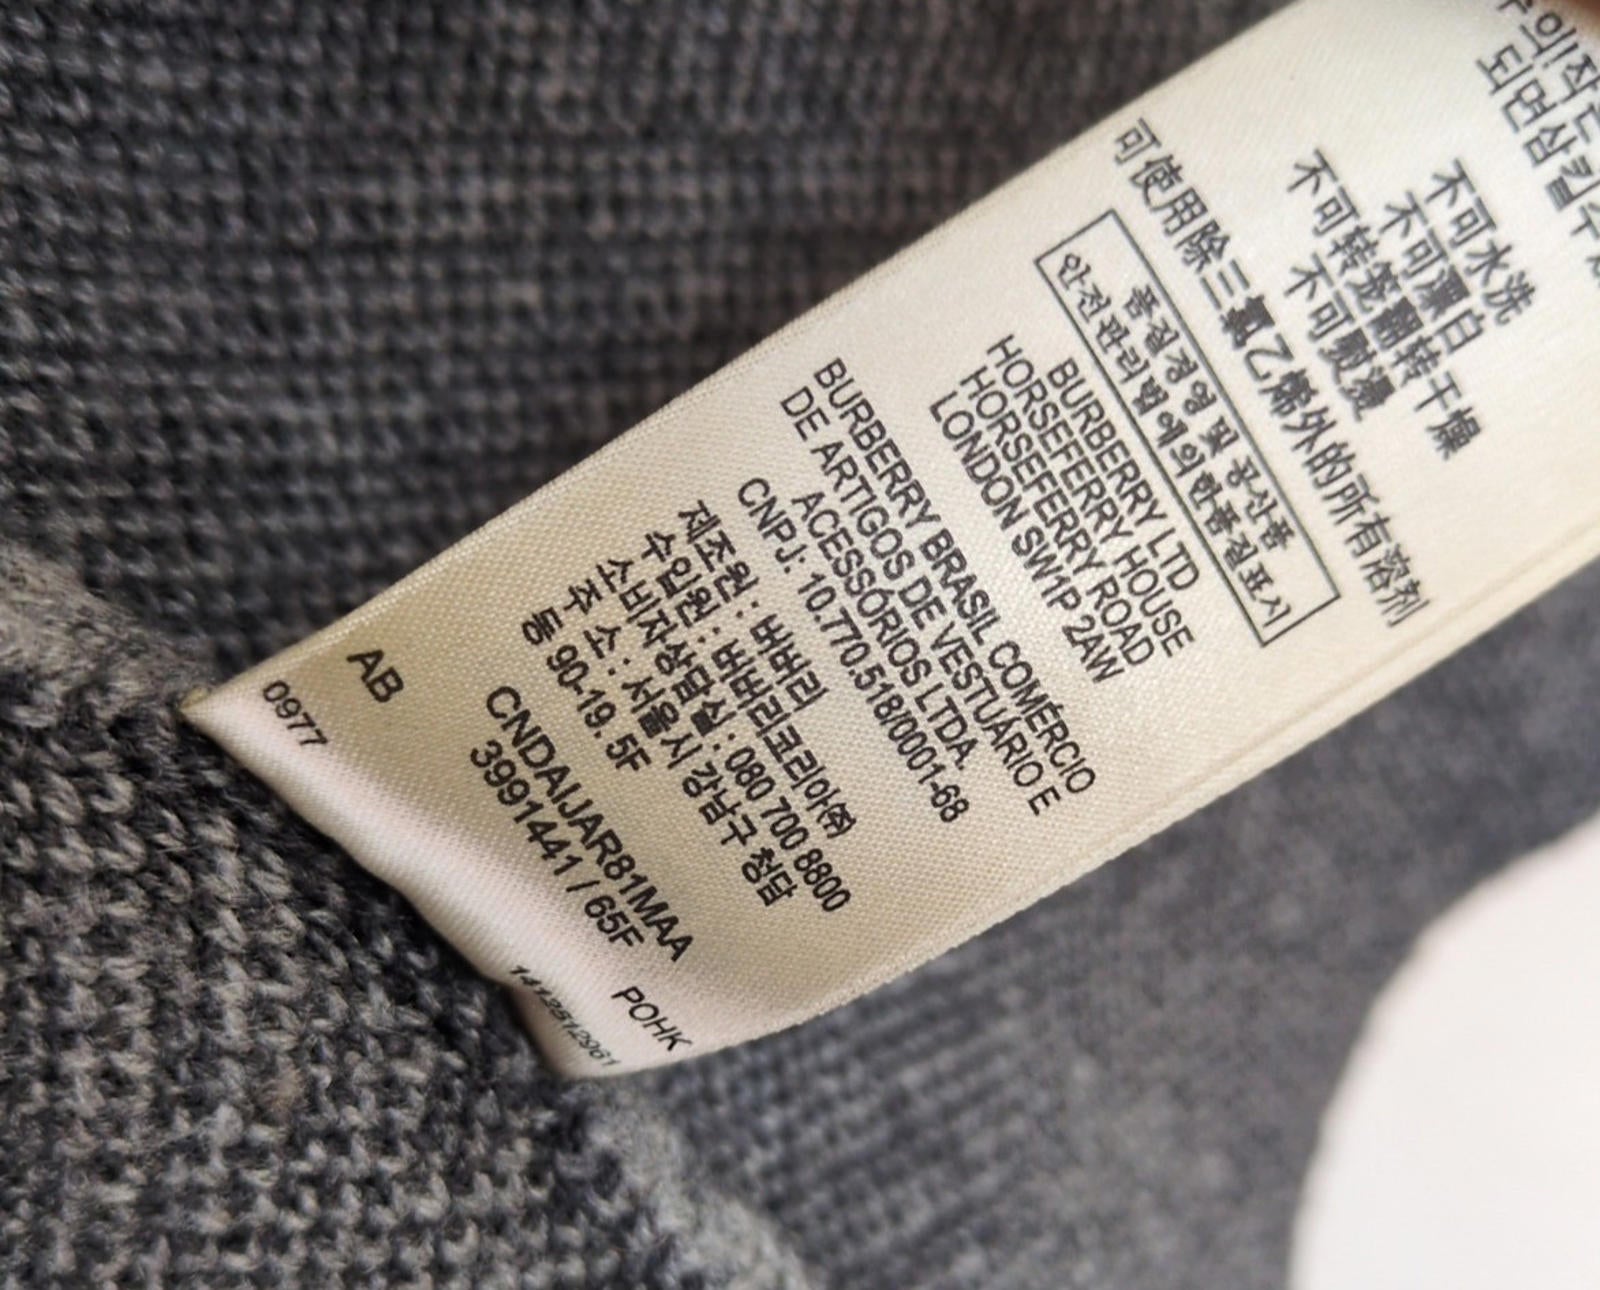 의 작은
되면 삼킬 수
不可水洗
不可漂白
不可转笼翻转干燥
不可熨烫
可使用除三氯乙烯外的所有溶剂
품질경영 및 공산품
안전관리법에의한품질표시
BURBERRY LTD
HORSEFERRY HOUSE
HORSEFERRY ROAD
LONDON SW1P 2AW
BURBERRY BRASIL COMÉRCIO
DE ARTIGOS DE VESTUÁRIO E
ACESSÓRIOS LTDA.
CNPJ: 10.770.518/0001-68
제조원 : 버버리
수입원 : 버버리코리아(주)
소비자상담실 : 080 700 8800
주 소 : 서울시 강남구 청담
동 90-19. 5F
CNDAIJAR81MAA
3991441 / 65F
AB
POHK
0977
1412812961